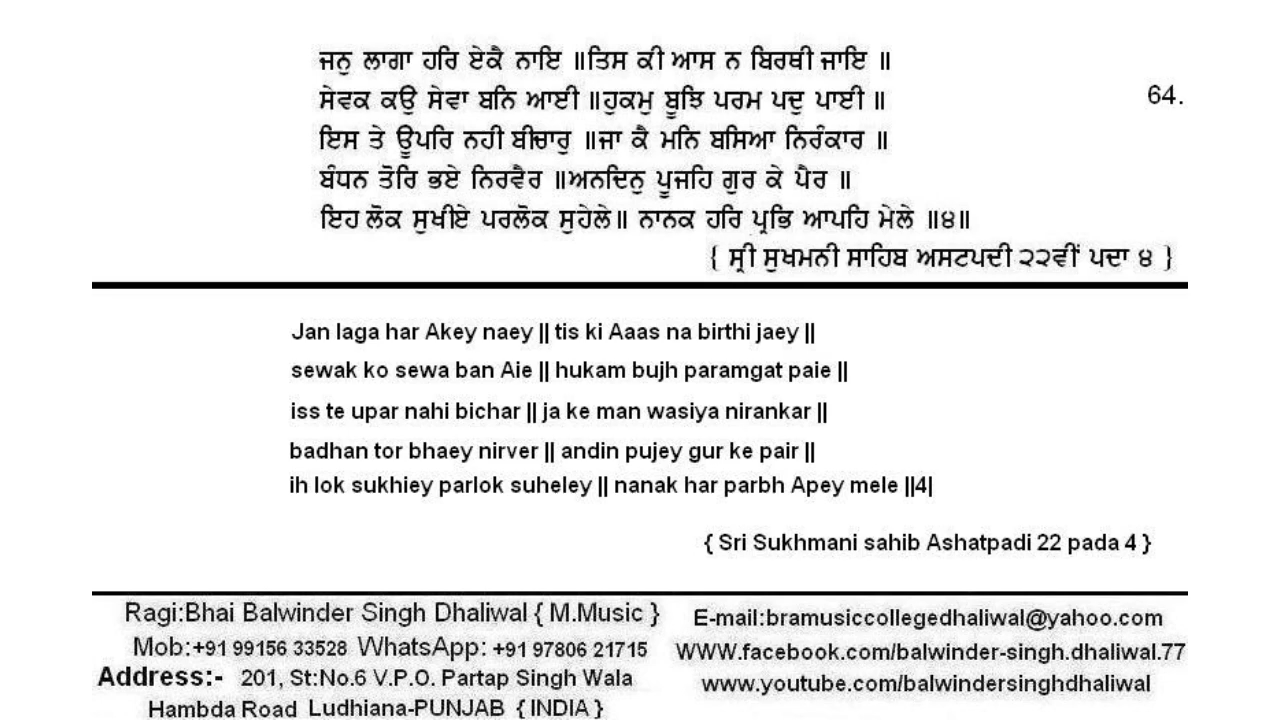 ਜਨੁ ਲਾਗਾ ਹਰਿ ਏਕੈ ਨਾਇ ॥ਤਿਸ ਕੀ ਆਸ ਨ ਬਿਰਥੀ ਜਾਇ ॥
64.
ਸੇਵਕ ਕਉ ਸੇਵਾ ਬਨਿ ਆਈ ॥ਹੁਕਮੁ ਬੂਝਿ ਪਰਮ ਪਦੁ ਪਾਈ ॥
ਇਸ ਤੇ ਊਪਰਿ ਨਹੀ ਬੀਚਾਰੁ ॥ਜਾ ਕੈ ਮਨਿ ਬਸਿਆ ਨਿਰੰਕਾਰ ॥
ਬੰਧਨ ਤੋਰਿ ਭਏ ਨਿਰਵੈਰ ॥ਅਨਦਿਨੁ ਪੂਜਹਿ ਗੁਰ ਕੇ ਪੈਰ ॥
ਇਹ ਲੋਕ ਸੁਖੀਏ ਪਰਲੋਕ ਸੁਹੇਲੇ॥ ਨਾਨਕ ਹਰਿ ਪ੍ਰਭਿ ਆਪਹਿ ਮੇਲੇ ॥੪॥
{ ਸ੍ਰੀ ਸੁਖਮਨੀ ਸਾਹਿਬ ਅਸਟਪਦੀ ੨੨ਵੀਂ ਪਦਾ ੪ }
Jan laga har Akey naey || tis ki Aaas na birthi jaey ||
sewak ko sewa ban Aie || hukam bujh paramgat paie ||
iss te upar nahi bichar || ja ke man wasiya nirankar ||
badhan tor bhaey nirver || andin pujey gur ke pair ||
ih lok sukhiey parlok suheley || nanak har parbh Apey mele ||4|
{ Sri Sukhmani sahib Ashatpadi 22 pada 4 }
Ragi:Bhai Balwinder Singh Dhaliwal { M.Music }
Mob:+91 99156 33528 WhatsApp: +91 97806 21715
Address:- 201, St:No.6 V.P.O. Partap Singh Wala
Hambda Road Ludhiana-PUNJAB { INDIA }
E-mail:bramusiccollegedhaliwal@yahoo.com
WWW.facebook.com/balwinder-singh.dhaliwal.77
www.youtube.com/balwindersinghdhaliwal